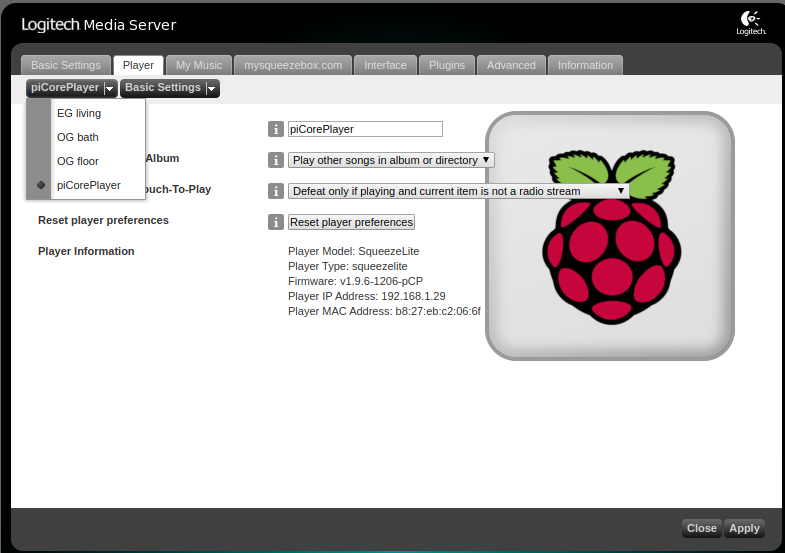 Logitech Media Server
Logitech
Basic Settings Player My Music mysqueezebox.com Interface Plugins Advanced Information
piCorePlayer Basic Settings
EG living
OG bath
OG floor
piCorePlayer
i piCorePlayer
Album i Play other songs in album or directory
ouch-To-Play i Defeat only if playing and current item is not a radio stream
Reset player preferences i Reset player preferences
Player Information
Player Model: SqueezeLite
Player Type: squeezelite
Firmware: v1.9.6-1206-pCP
Player IP Address: 192.168.1.29
Player MAC Address: b8:27:eb:c2:06:6f
Close Apply